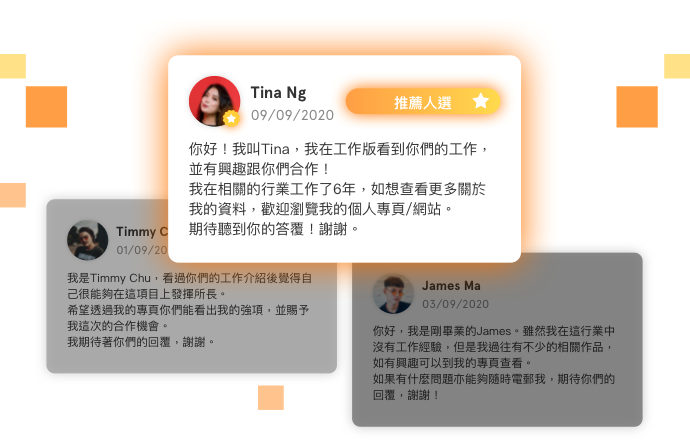 Tina Ng
09/09/2020
推薦人選
你好！我叫Tina，我在工作版看到你們的工作，
並有興趣跟你們合作！
我在相關的行業工作了6年，如想查看更多關於
我的資料，歡迎瀏覽我的個人專頁/網站。
期待聽到你的答覆！謝謝。
Timmy C
01/09/20
我是Timmy Chu，看過你們的工作介紹後覺得自
己很能夠在這項目上發揮所長。
希望透過我的專頁你們能看出我的強項，並賜予
我這次的合作機會。
我期待著你們的回覆，謝謝。
James Ma
03/09/2020
你好，我是剛畢業的James。雖然我在這行業中
沒有工作經驗，但是我過往有不少的相關作品，
如有興趣可以到我的專頁查看。
如果有什麼問題亦能夠隨時電郵我，期待你們的
回覆，謝謝！